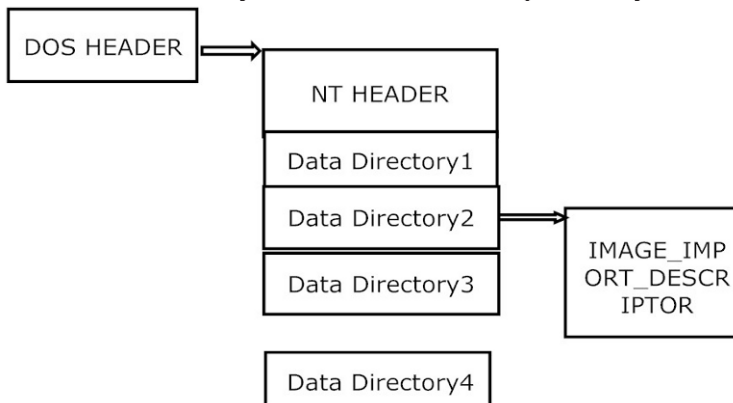 DOS HEADER
NT HEADER
Data Directory1
Data Directory2
Data Directory3
Data Directory4
IMAGE_IMP
ORT_DESCR
IPTOR